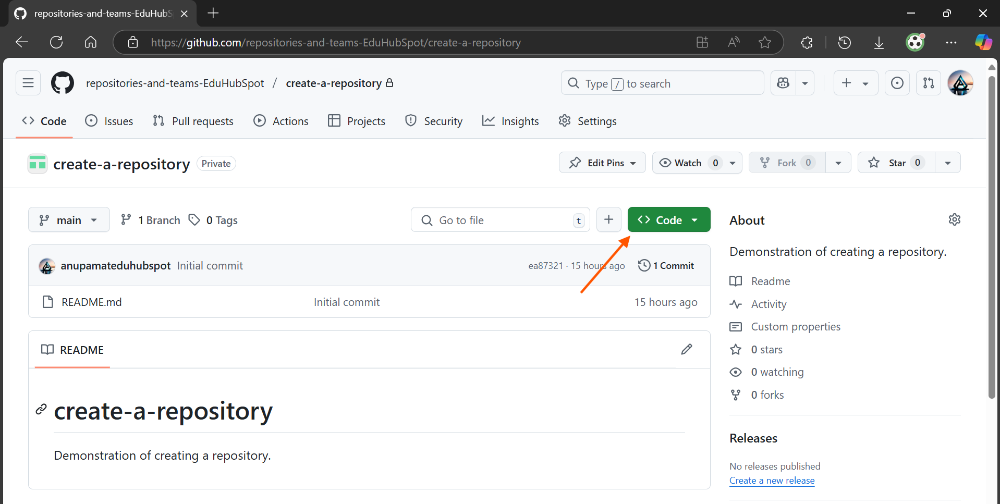 repositories-and-teams-EduHubS
https://github.com/repositories-and-teams-EduHubSpot/create-a-repository
repositories-and-teams-EduHubSpot / create-a-repository
Type / to search
Code Issues Pull requests Actions Projects Security Insights Settings
create-a-repository Private
Edit Pins Watch 0 Fork 0 Star 0
main 1 Branch 0 Tags
Go to file t
Code
About
Demonstration of creating a repository.
anupamateduhubspot Initial commit ea87321 · 15 hours ago 1 Commit
README.md Initial commit 15 hours ago
Readme
Activity
Custom properties
0 stars
0 watching
0 forks
README
create-a-repository
Demonstration of creating a repository.
Releases
No releases published
Create a new release